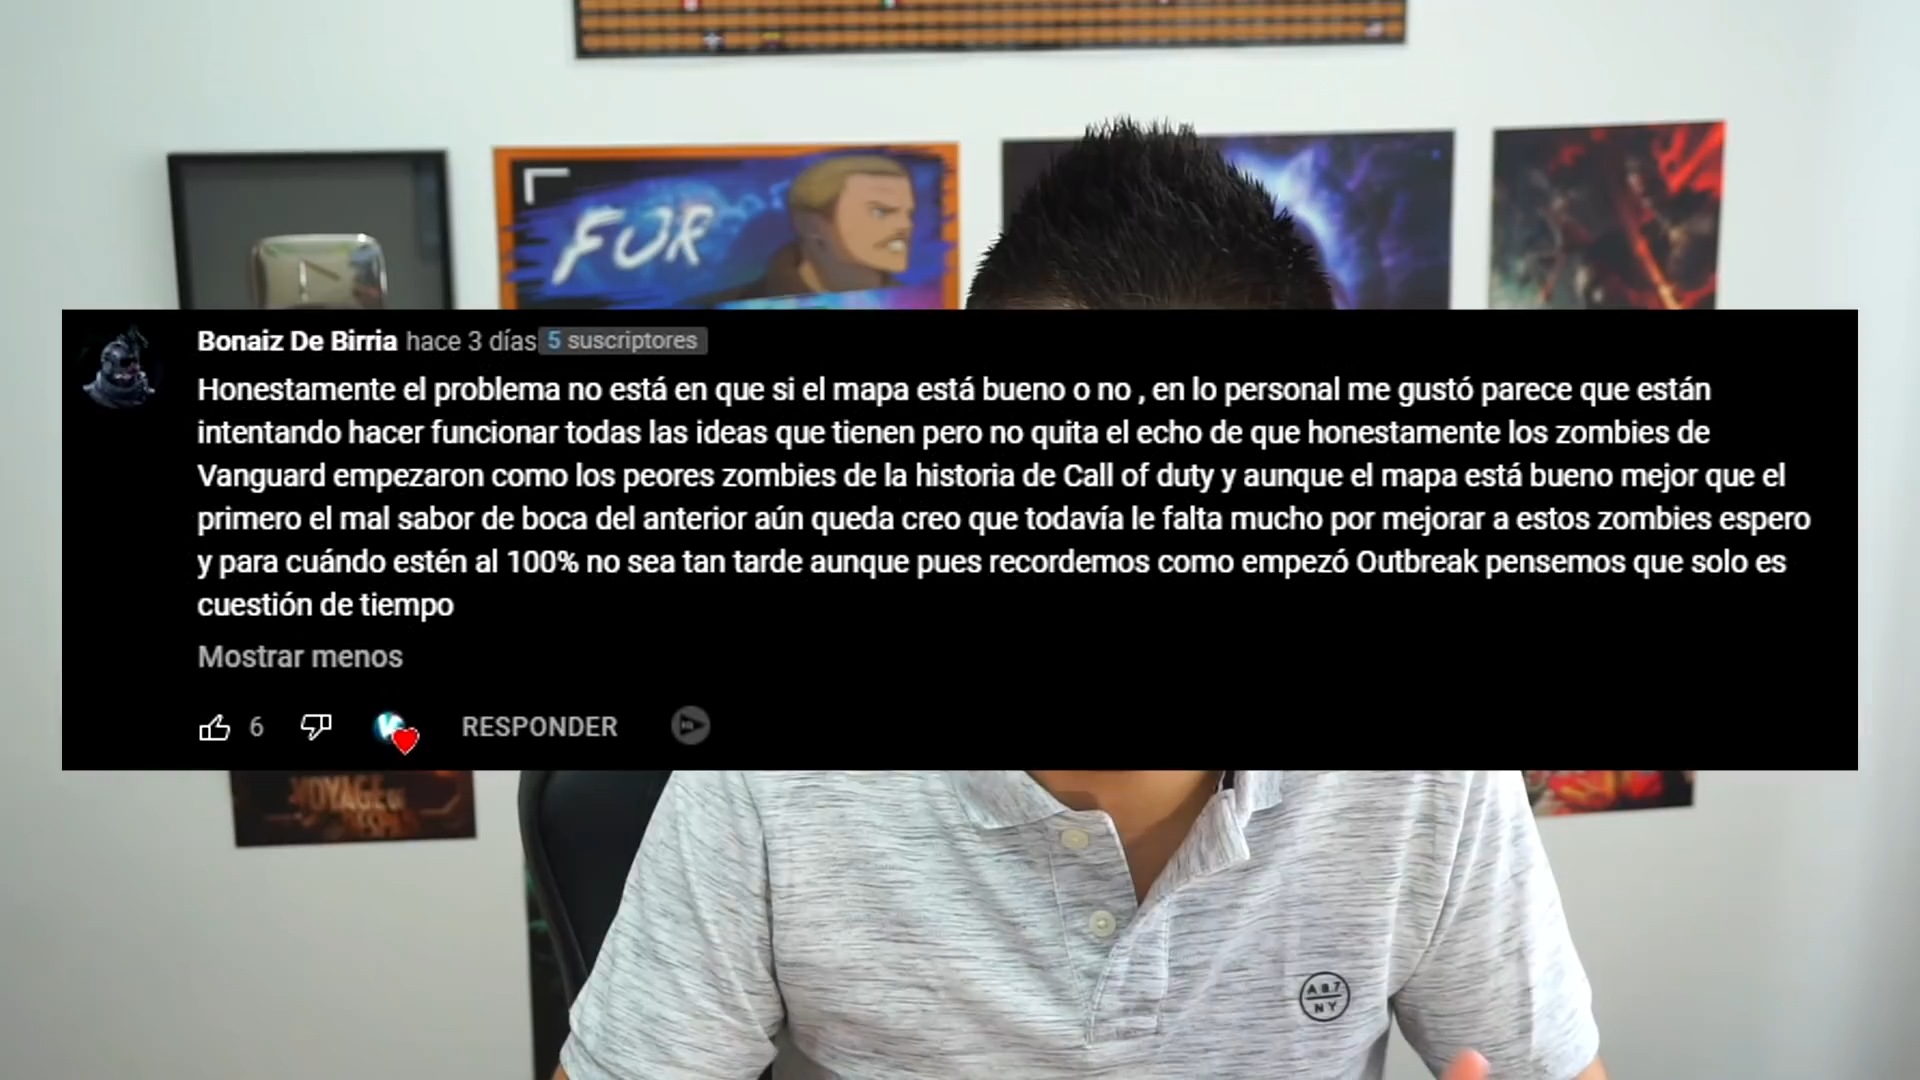 FOR
Bonaiz De Birria hace 3 días 5 suscriptores
Honestamente el problema no está en que si el mapa está bueno o no , en lo personal me gustó parece que están
intentando hacer funcionar todas las ideas que tienen pero no quita el echo de que honestamente los zombies de
Vanguard empezaron como los peores zombies de la historia de Call of duty y aunque el mapa está bueno mejor que el
primero el mal sabor de boca del anterior aún queda creo que todavía le falta mucho por mejorar a estos zombies espero
y para cuándo estén al 100% no sea tan tarde aunque pues recordemos como empezó Outbreak pensemos que solo es
cuestión de tiempo
Mostrar menos
6 RESPONDER
VOYAGE OF
A87
NY